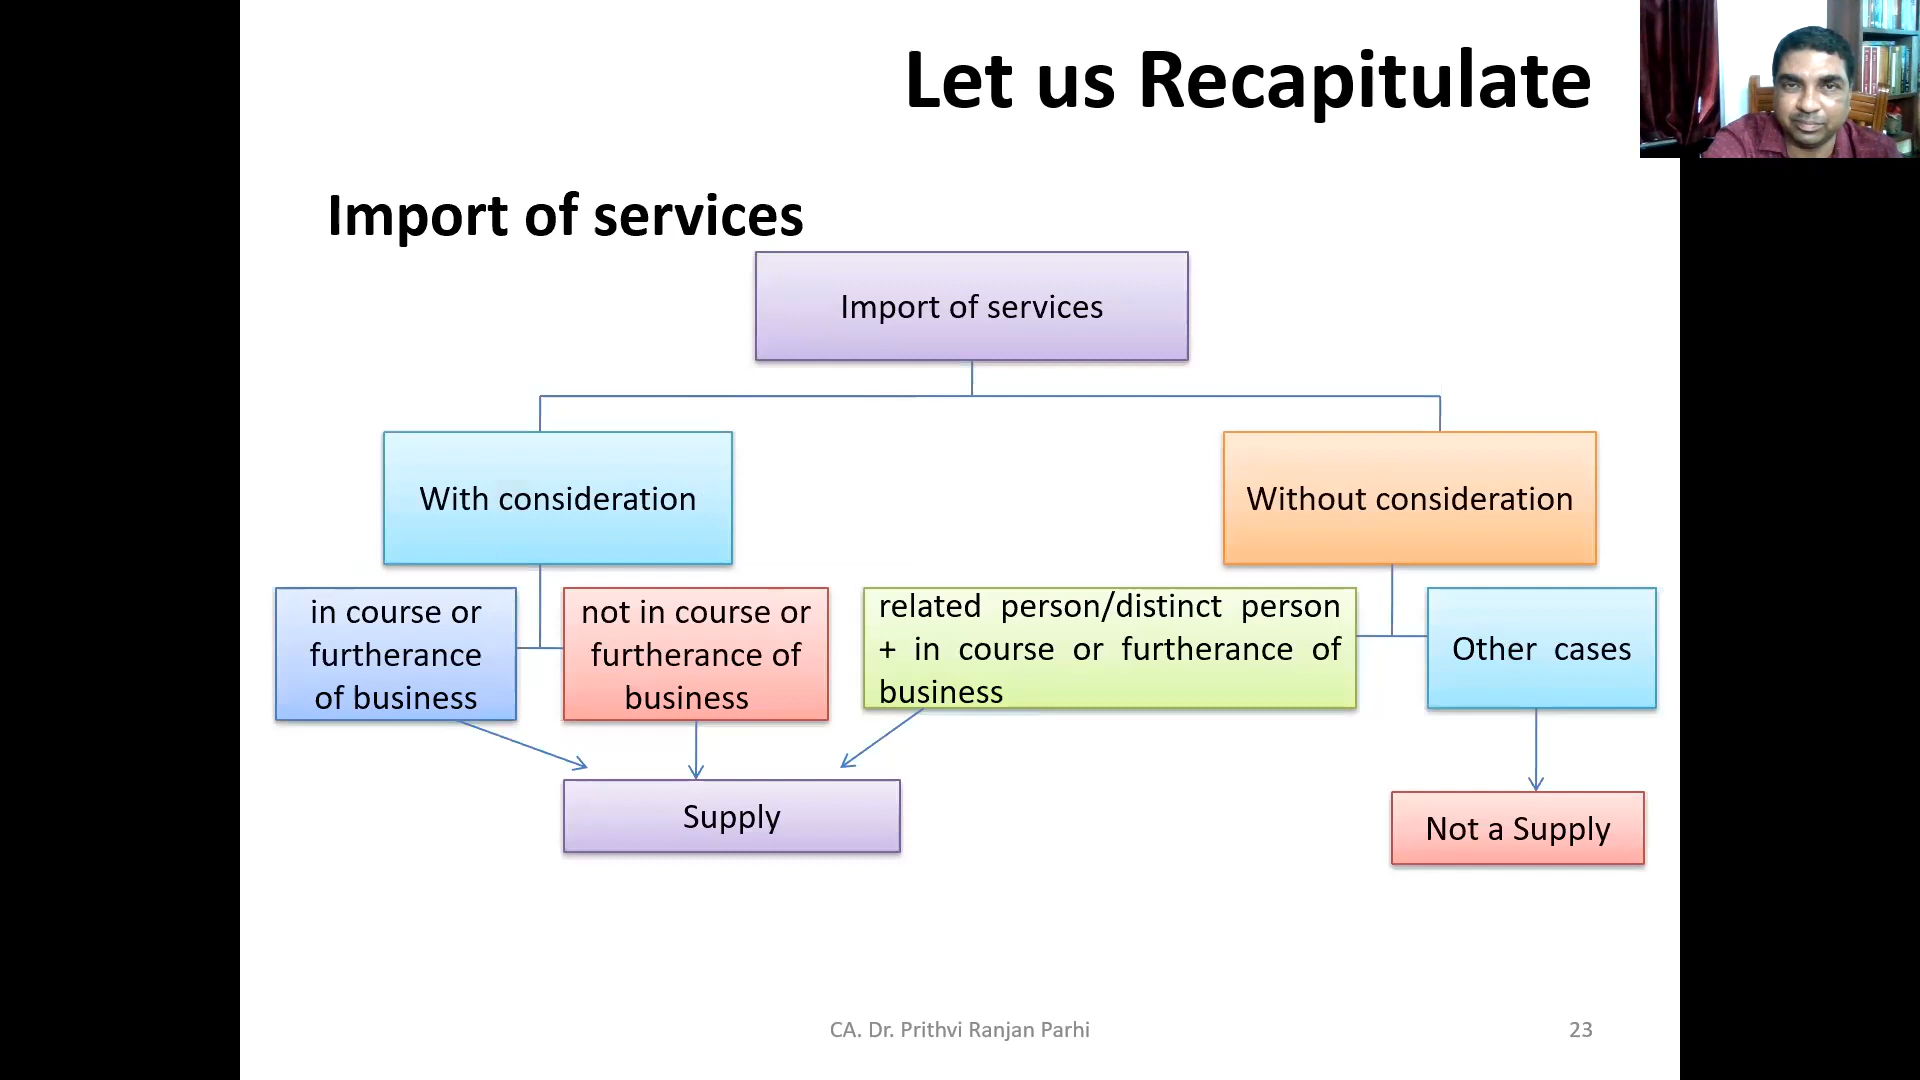 Let us Recapitulate
Import of services
Import of services
With consideration
Without consideration
in course or
furtherance
of business
not in course or
furtherance of
business
related person/distinct person
+ in course or furtherance of
business
Other cases
Supply
Not a Supply
CA. Dr. Prithvi Ranjan Parhi
23